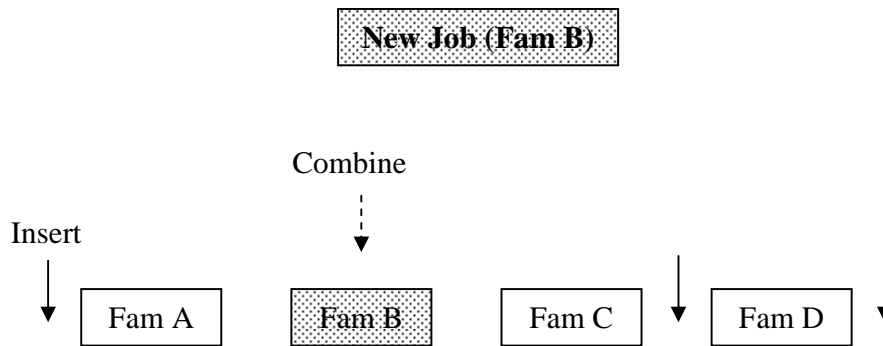 New Job (Fam B)
Combine
Insert
Fam A Fam B Fam C Fam D